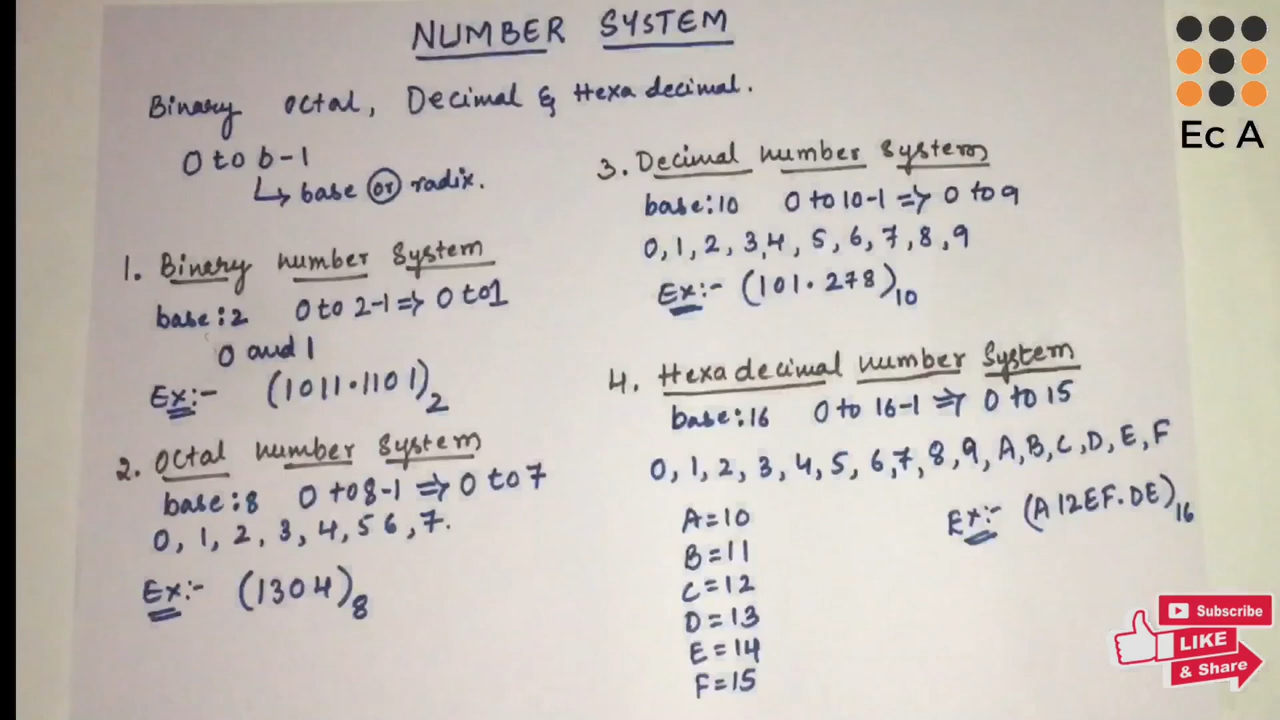 NUMBER SYSTEM
Binary Octal, Decimal & Hexa decimal.
0 to b-1
↳ base or radix.
1. Binary number System
base:2 0 to 2-1 => 0 to 1
0 and 1
Ex:- (1011.1101)2
2. Octal number System
base:8 0 to 8-1 => 0 to 7
0, 1, 2, 3, 4, 5 6, 7.
Ex:- (1304)8
3. Decimal number System
base:10 0 to 10-1 => 0 to 9
0, 1, 2, 3, 4, 5, 6, 7, 8, 9
Ex:- (101.278)10
4. Hexa decimal number System
base:16 0 to 16-1 => 0 to 15
0, 1, 2, 3, 4, 5, 6, 7, 8, 9, A, B, C, D, E, F
A=10
B=11
C=12
D=13
E=14
F=15
Ex:- (A12EF.DE)16
Ec A
Subscribe
LIKE
& Share